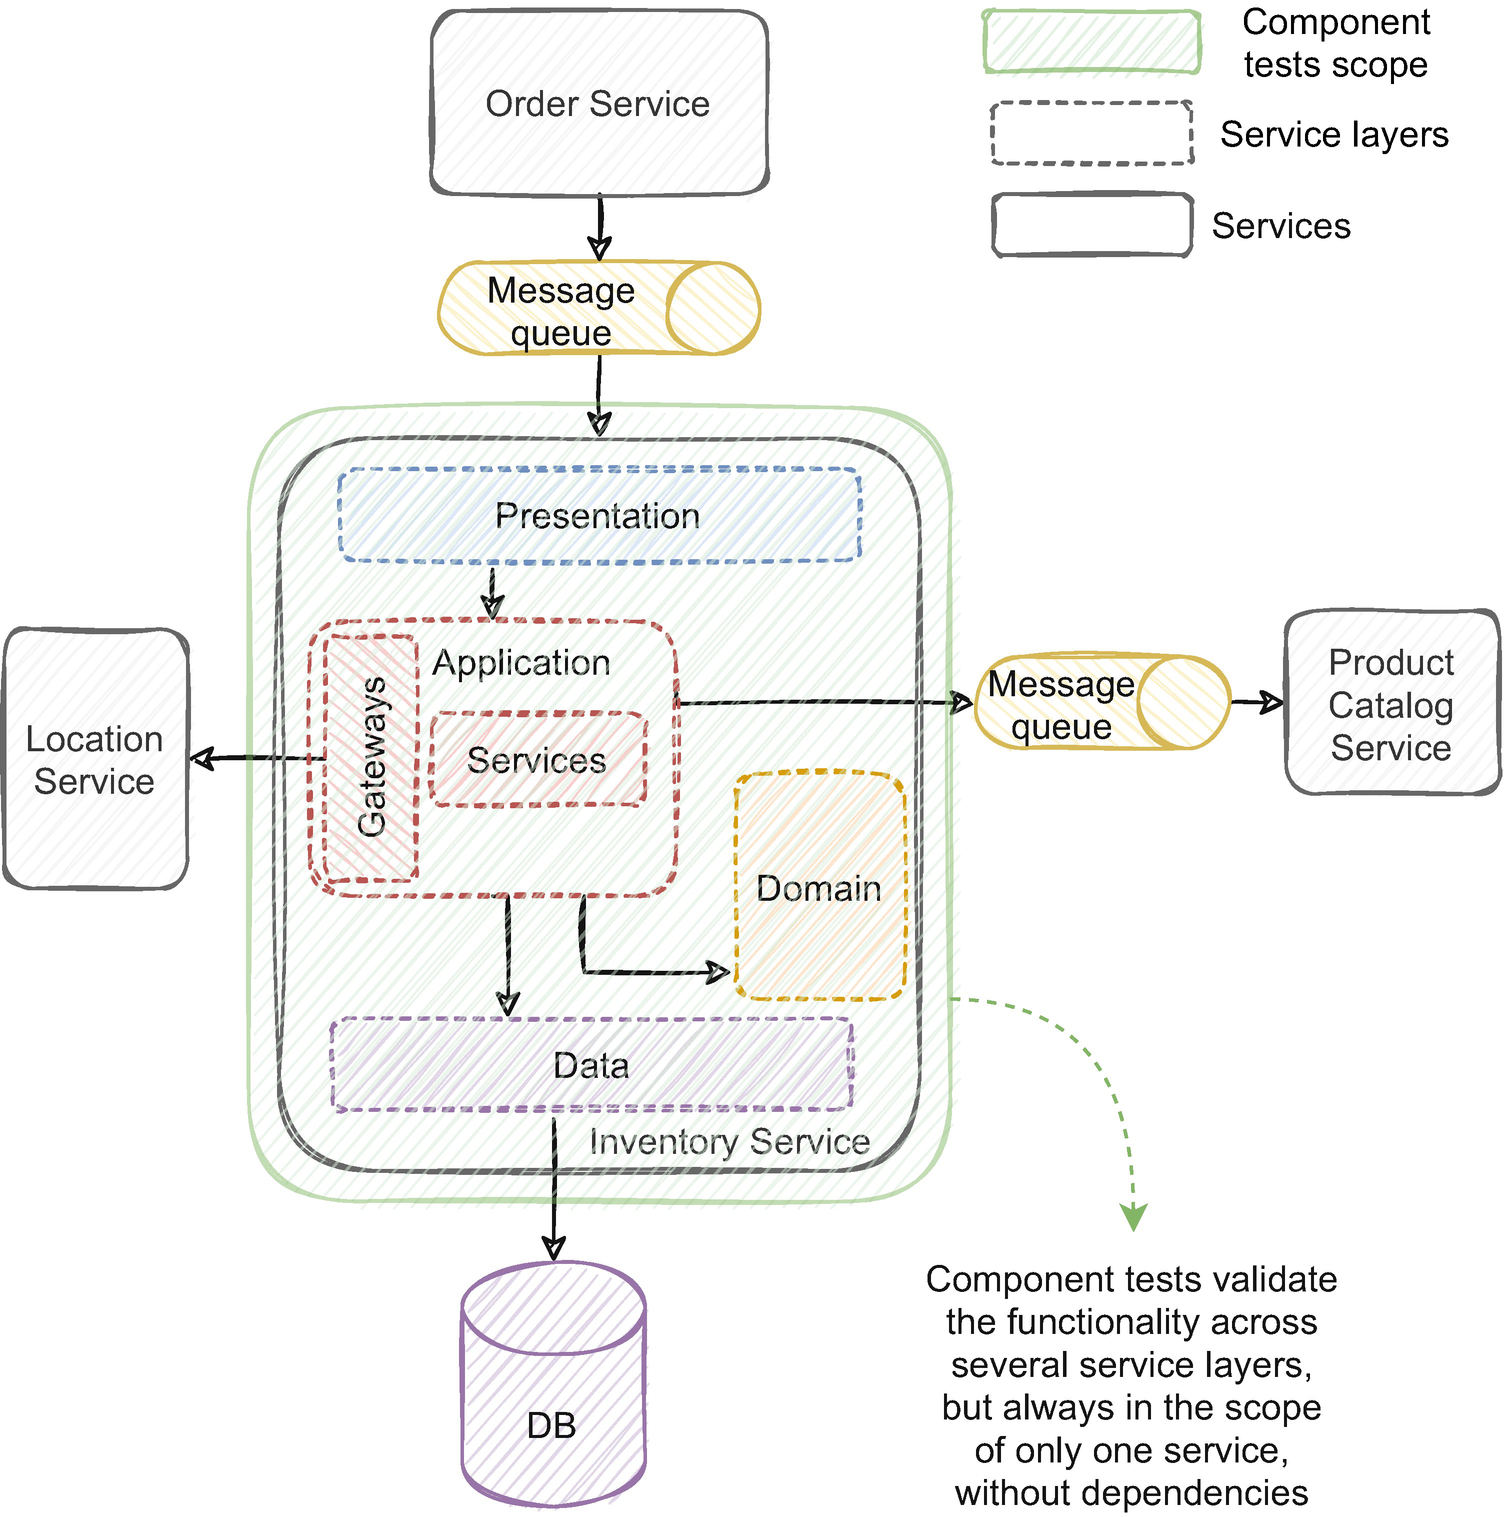 Order Service
Component
tests scope
Service layers
Services
Message
queue
Presentation
Application
Gateways
Services
Location
Service
Message
queue
Product
Catalog
Service
Domain
Data
Inventory Service
DB
Component tests validate
the functionality across
several service layers,
but always in the scope
of only one service,
without dependencies